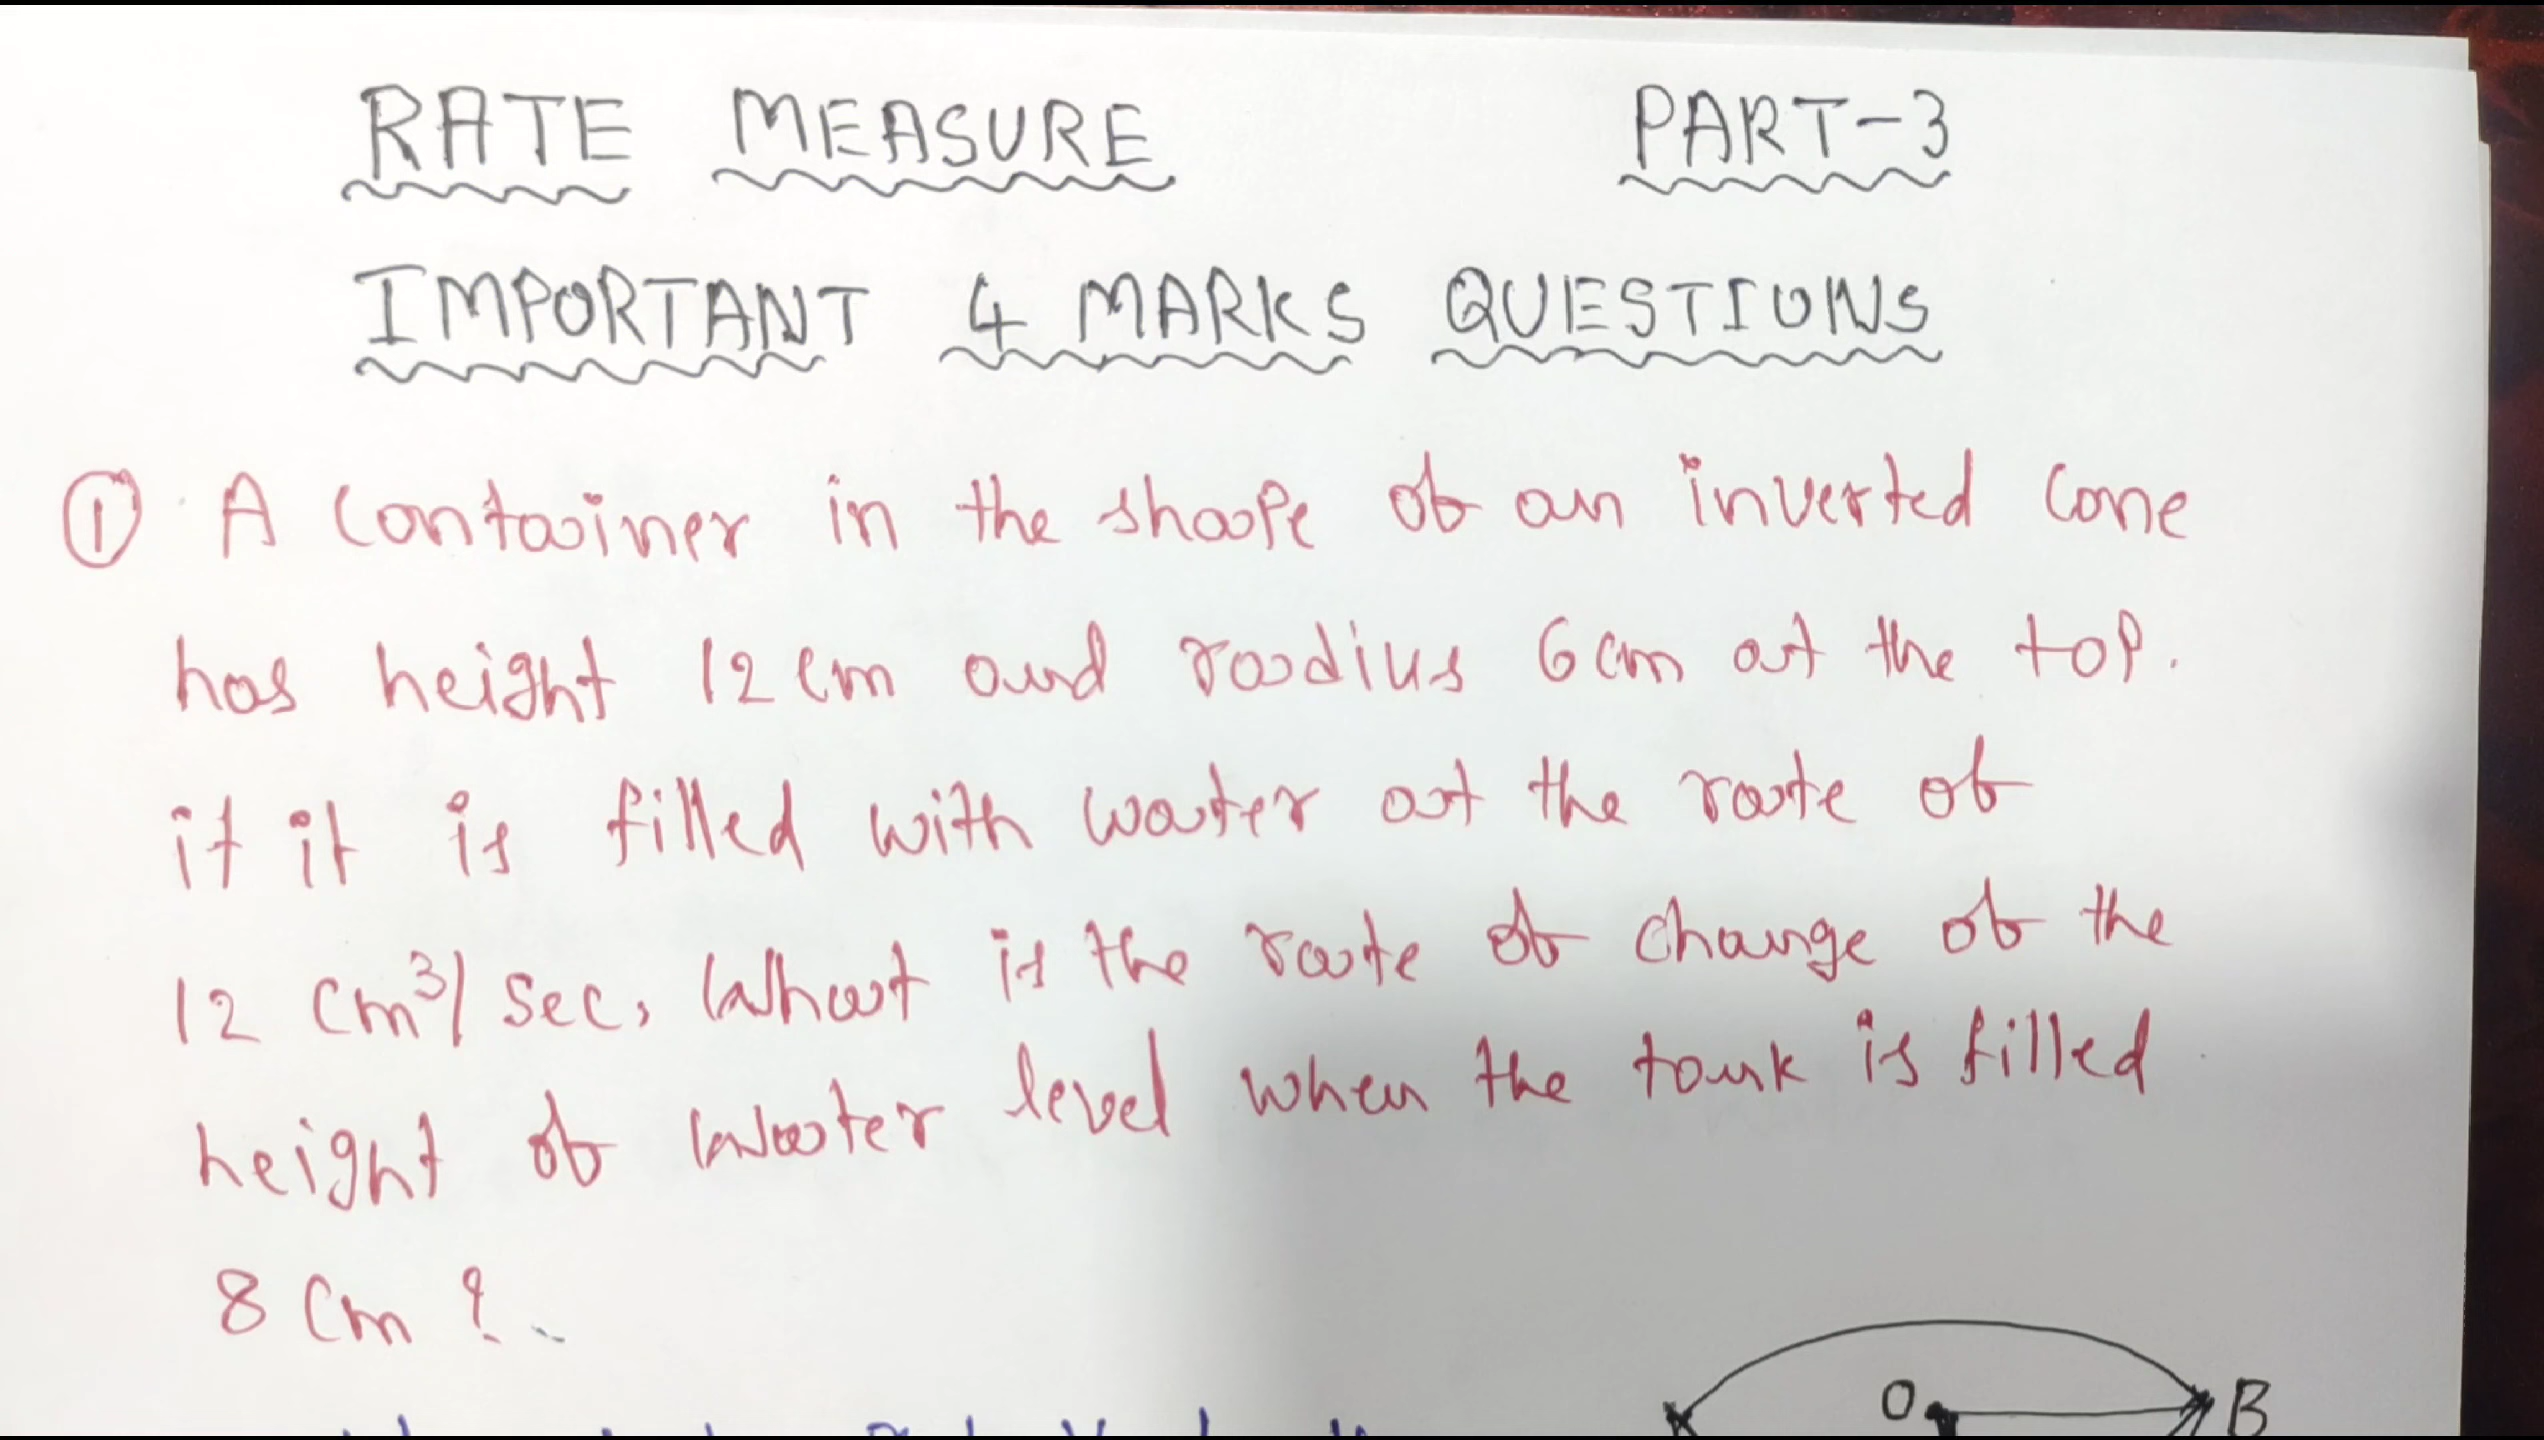 RATE MEASURE PART-3
IMPORTANT 4 MARKS QUESTIONS
① A container in the shape of an inverted cone
has height 12 cm and radius 6 cm at the top.
if it is filled with water at the rate of
12 cm³/sec, What is the rate of change of the
height of water level when the tank is filled
8 cm ?
O B